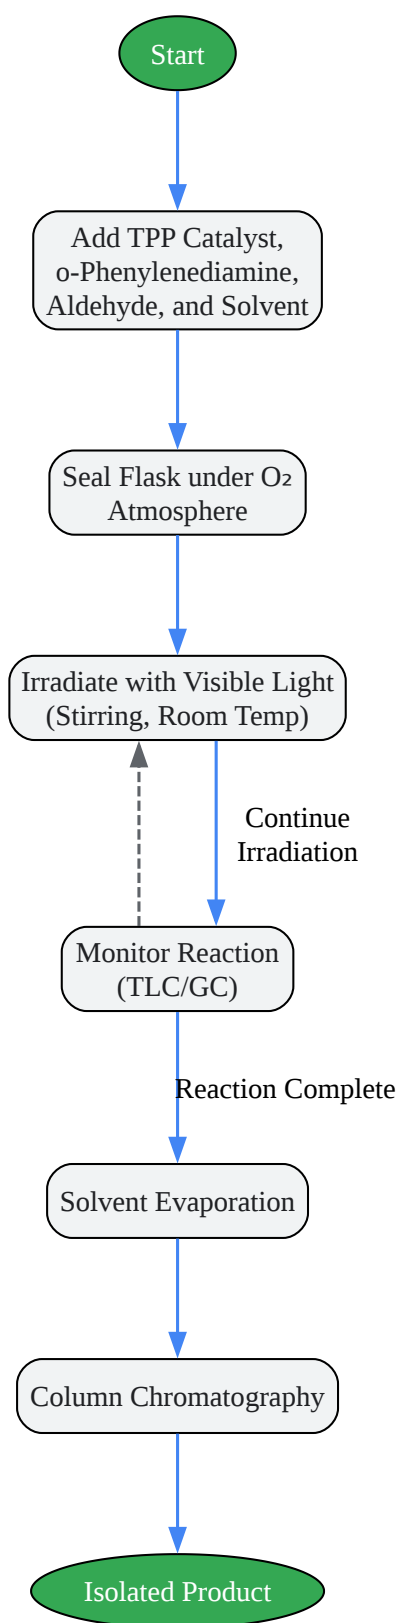 Start
Add TPP Catalyst,
o-Phenylenediamine,
Aldehyde, and Solvent
Seal Flask under O₂
Atmosphere
Irradiate with Visible Light
(Stirring, Room Temp)
Continue
Irradiation
Monitor Reaction
(TLC/GC)
Reaction Complete
Solvent Evaporation
Column Chromatography
Isolated Product